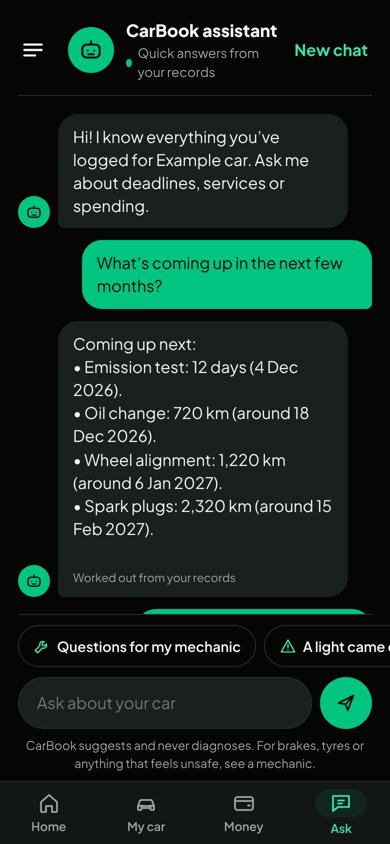 CarBook assistant
Quick answers from
your records
New chat
Hi! I know everything you've
logged for Example car. Ask me
about deadlines, services or
spending.
What's coming up in the next few
months?
Coming up next:
• Emission test: 12 days (4 Dec
2026).
• Oil change: 720 km (around 18
Dec 2026).
• Wheel alignment: 1,220 km
(around 6 Jan 2027).
• Spark plugs: 2,320 km (around 15
Feb 2027).
Worked out from your records
Questions for my mechanic
A light came
Ask about your car
CarBook suggests and never diagnoses. For brakes, tyres or
anything that feels unsafe, see a mechanic.
Home
My car
Money
Ask